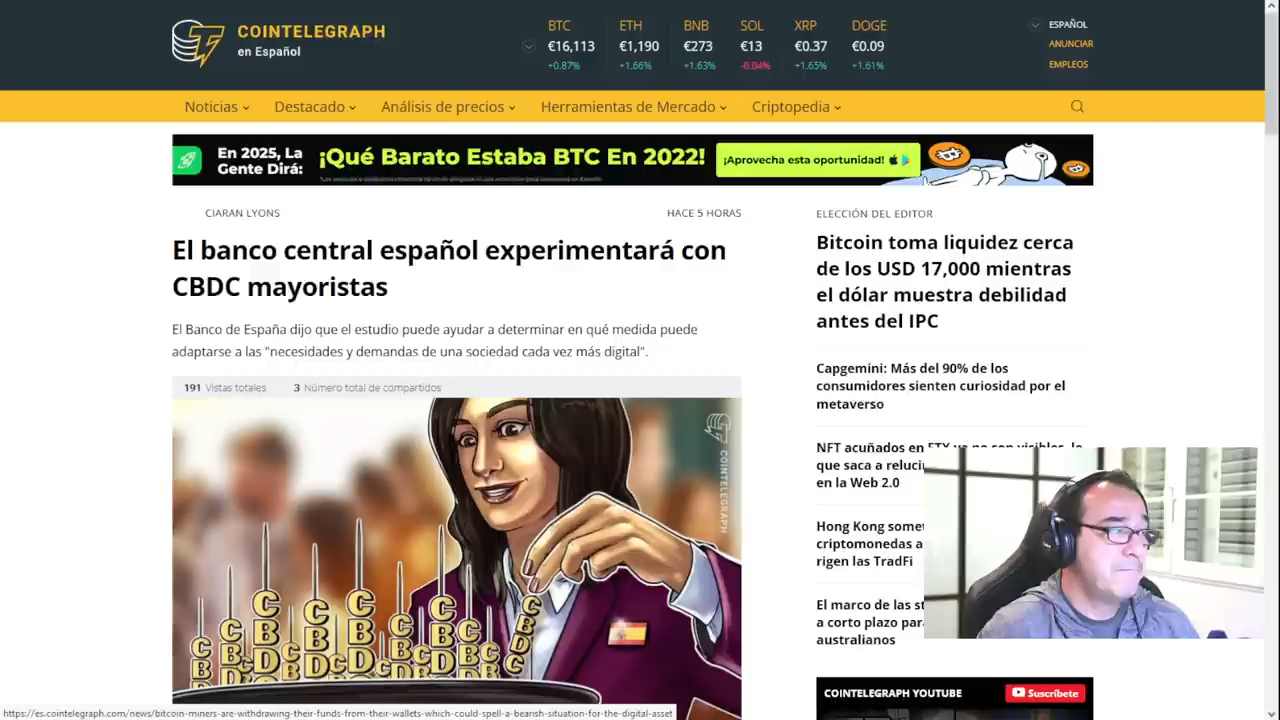 COINTELEGRAPH
en Español
BTC ETH BNB SOL XRP DOGE
€16,113 €1,190 €273 €13 €0.37 €0.09
+0.87% +1.66% +1.63% -0.04% +1.65% +1.61%
ESPAÑOL
ANUNCIAR
EMPLEOS
Noticias Destacado Análisis de precios Herramientas de Mercado Criptopedia
En 2025, La
Gente Dirá:
¡Qué Barato Estaba BTC En 2022!
¡Aprovecha esta oportunidad!
CIARAN LYONS HACE 5 HORAS
El banco central español experimentará con
CBDC mayoristas
El Banco de España dijo que el estudio puede ayudar a determinar en qué medida puede
adaptarse a las "necesidades y demandas de una sociedad cada vez más digital".
191 Vistas totales 3 Número total de compartidos
COINTELEGRAPH
CBDC
ELECCIÓN DEL EDITOR
Bitcoin toma liquidez cerca
de los USD 17,000 mientras
el dólar muestra debilidad
antes del IPC
Capgemini: Más del 90% de los
consumidores sienten curiosidad por el
metaverso
NFT acuñados en FTX ya no son visibles, lo
que saca a relucir
en la Web 2.0
Hong Kong somet
criptomonedas a
rigen las TradFi
El marco de las st
a corto plazo para
australianos
COINTELEGRAPH YOUTUBE Suscríbete
https://es.cointelegraph.com/news/bitcoin-miners-are-withdrawing-their-funds-from-their-wallets-which-could-spell-a-bearish-situation-for-the-digital-asset